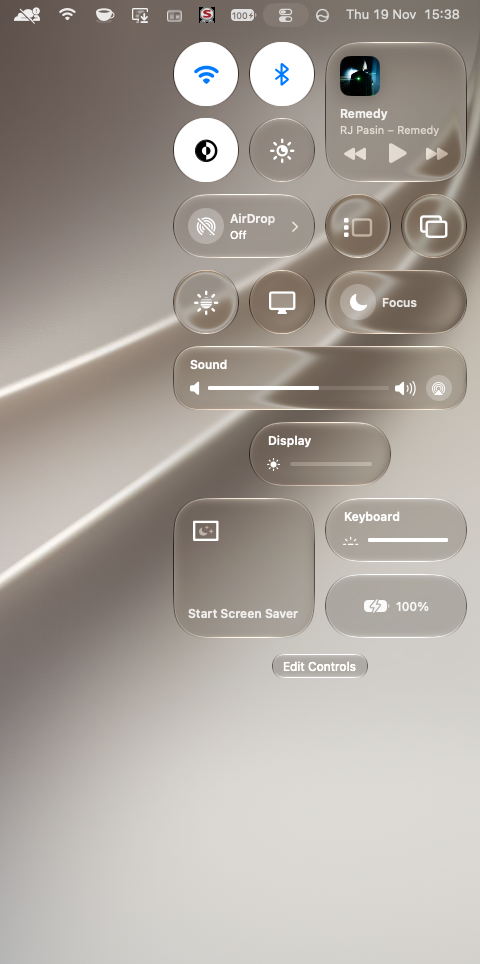 100
Thu 19 Nov 15:38
Remedy
RJ Pasin – Remedy
AirDrop
Off
Focus
Sound
Display
Keyboard
Start Screen Saver
100%
Edit Controls